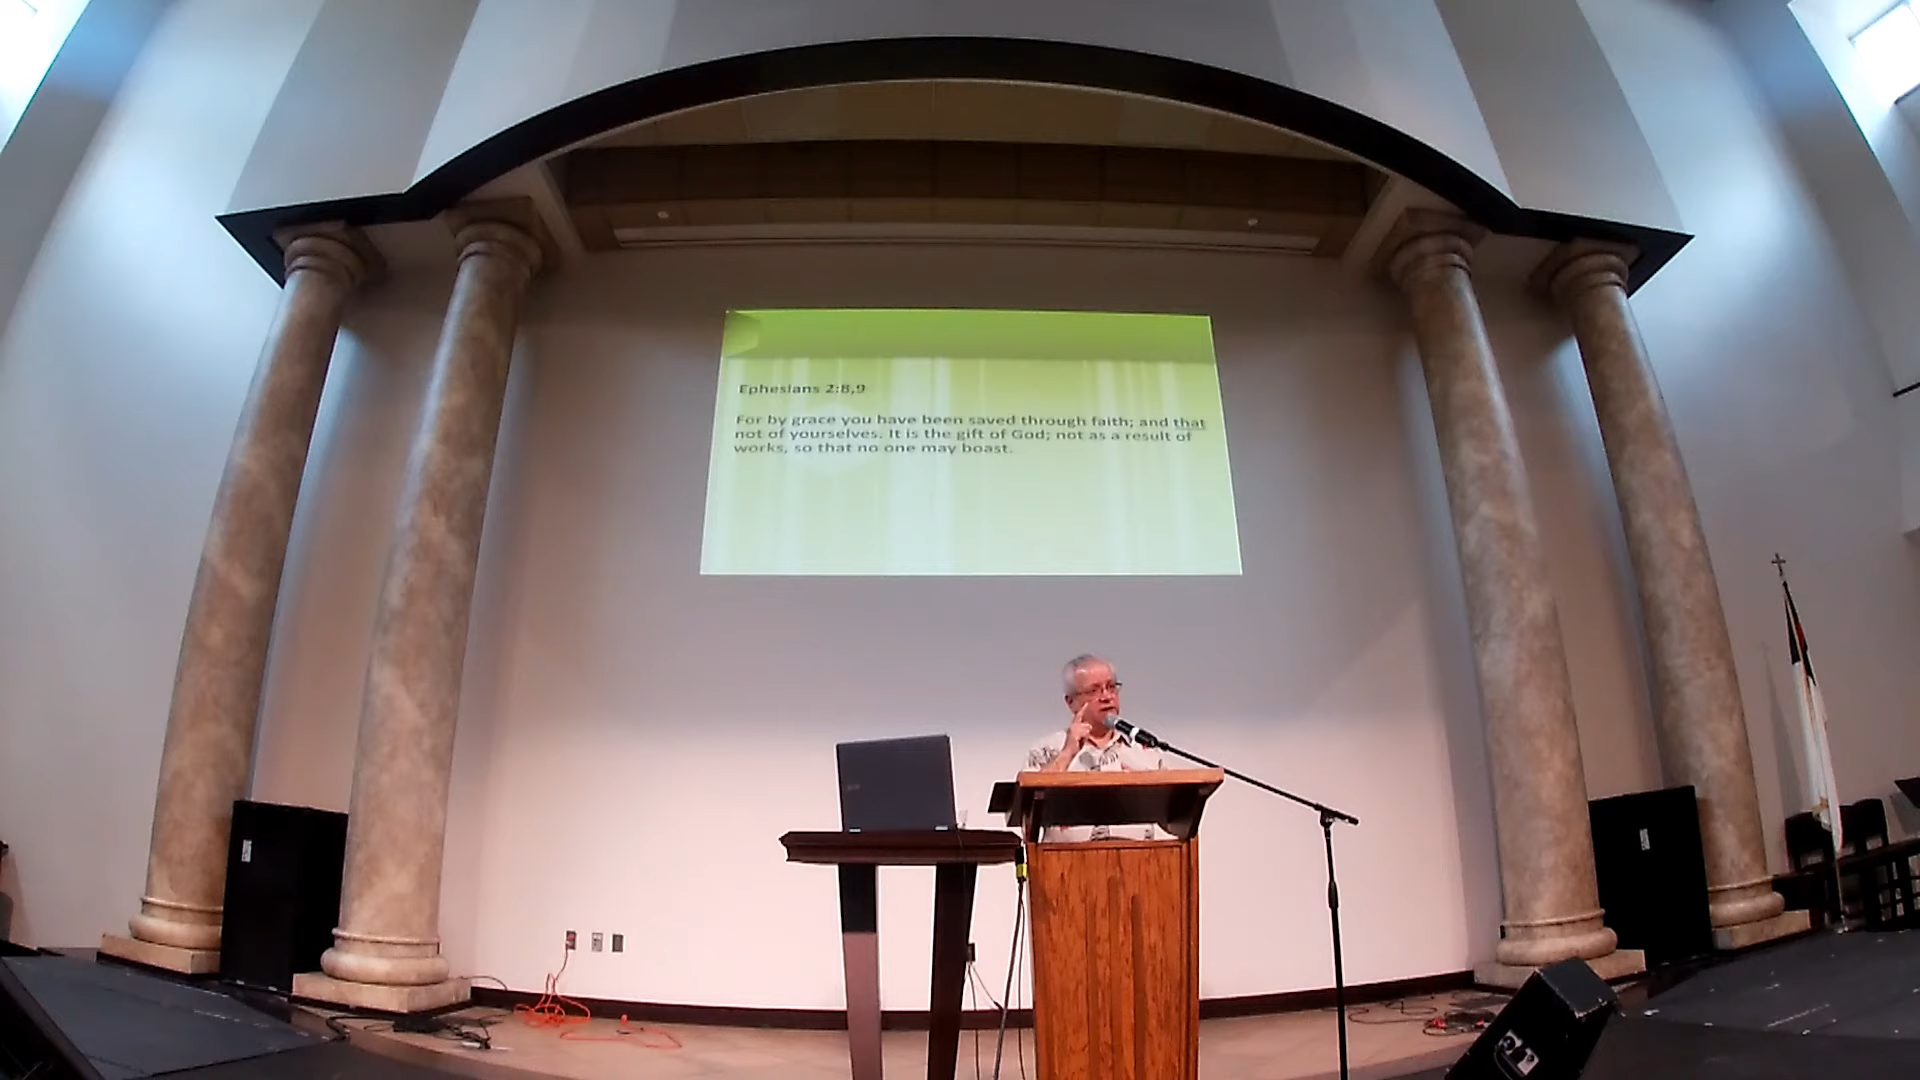 Ephesians 2:8,9
For by grace you have been saved through faith; and that
not of yourselves. It is the gift of God; not as a result of
works, so that no one may boast.